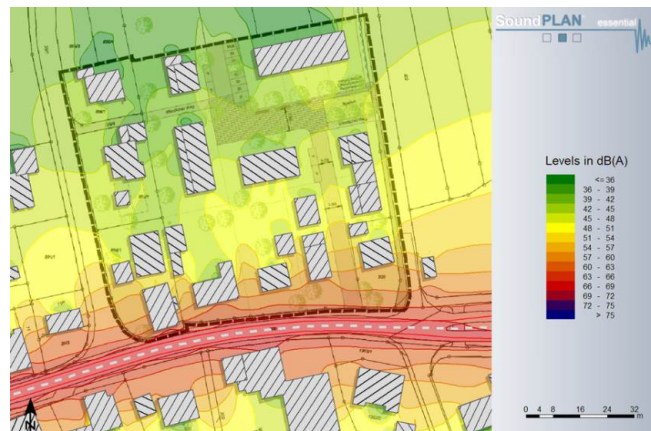 SoundPLAN essential
Levels in dB(A)
<= 36
36 - 39
39 - 42
42 - 45
45 - 48
48 - 51
51 - 54
54 - 57
57 - 60
60 - 63
63 - 66
66 - 69
69 - 72
72 - 75
> 75
0 4 8 16 24 32
m